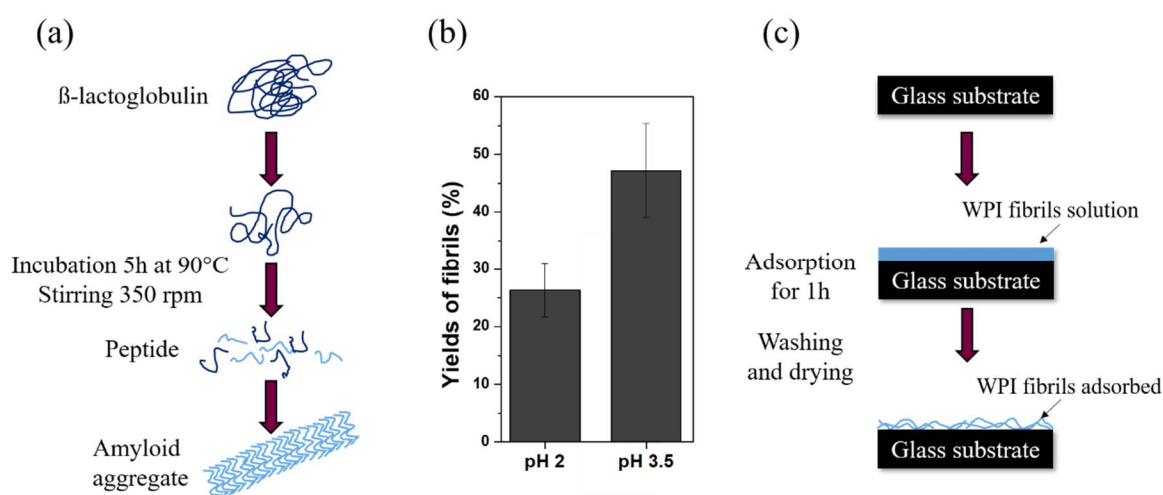 (a)
ß-lactoglobulin
Incubation 5h at 90°C
Stirring 350 rpm
Peptide
Amyloid
aggregate
(b)
Yields of fibrils (%)
60
50
40
30
20
10
0
pH 2
pH 3.5
(c)
Glass substrate
WPI fibrils solution
Adsorption
for 1h
Glass substrate
Washing
and drying
WPI fibrils adsorbed
Glass substrate